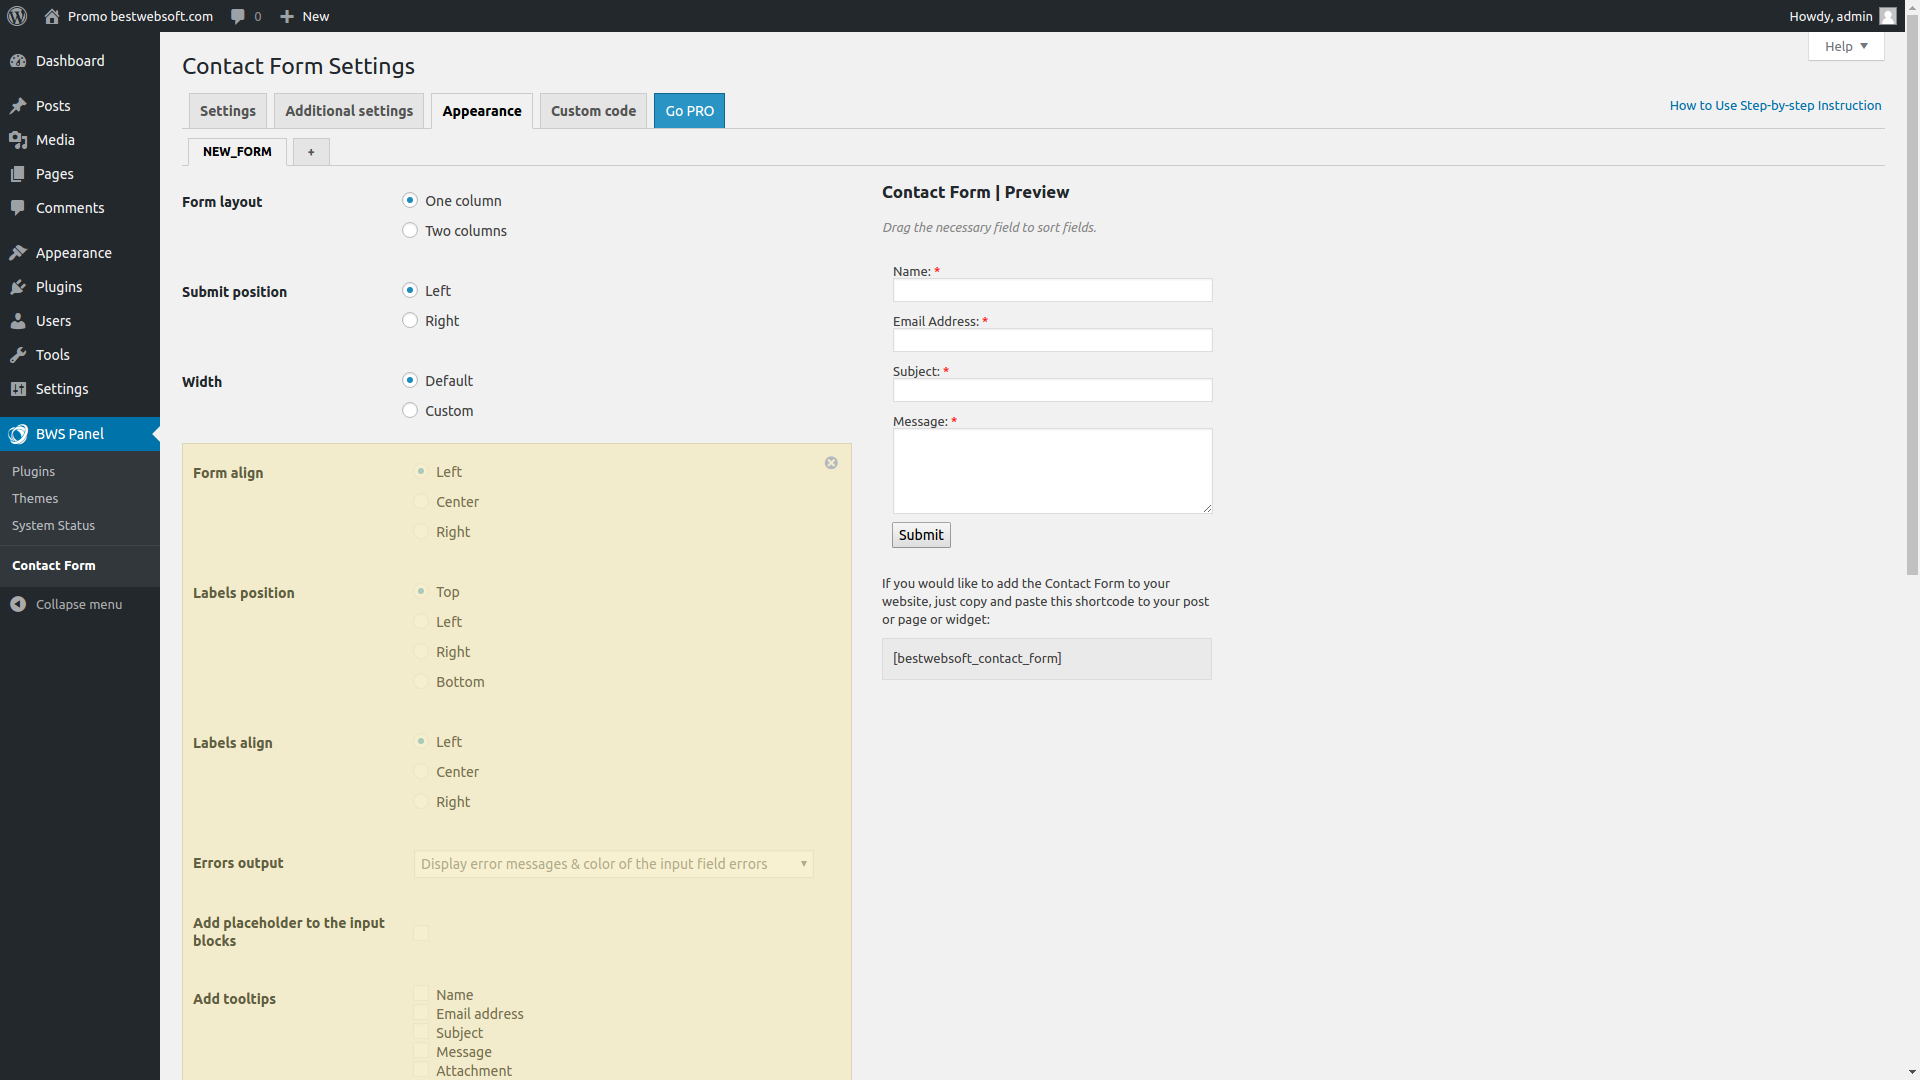 Promo bestwebsoft.com 0 New Howdy, admin
Help
Dashboard
Posts
Media
Pages
Comments
Appearance
Plugins
Users
Tools
Settings
BWS Panel
Plugins
Themes
System Status
Contact Form
Collapse menu
Contact Form Settings
Settings Additional settings Appearance Custom code Go PRO
How to Use Step-by-step Instruction
NEW_FORM +
Form layout
One column
Two columns
Submit position
Left
Right
Width
Default
Custom
Form align
Left
Center
Right
Labels position
Top
Left
Right
Bottom
Labels align
Left
Center
Right
Errors output
Display error messages & color of the input field errors
Add placeholder to the input
blocks
Add tooltips
Name
Email address
Subject
Message
Attachment
Contact Form | Preview
Drag the necessary field to sort fields.
Name: *
Email Address: *
Subject: *
Message: *
Submit
If you would like to add the Contact Form to your
website, just copy and paste this shortcode to your post
or page or widget:
[bestwebsoft_contact_form]